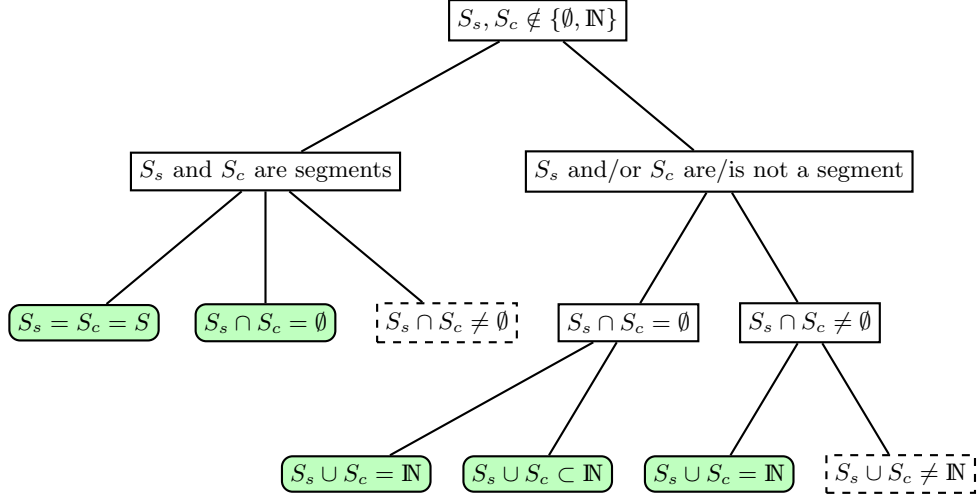 S_s, S_c ∉ {∅, ℕ}
S_s and S_c are segments
S_s and/or S_c are/is not a segment
S_s = S_c = S
S_s ∩ S_c = ∅
S_s ∩ S_c ≠ ∅
S_s ∩ S_c = ∅
S_s ∩ S_c ≠ ∅
S_s ∪ S_c = ℕ
S_s ∪ S_c ⊂ ℕ
S_s ∪ S_c = ℕ
S_s ∪ S_c ≠ ℕ